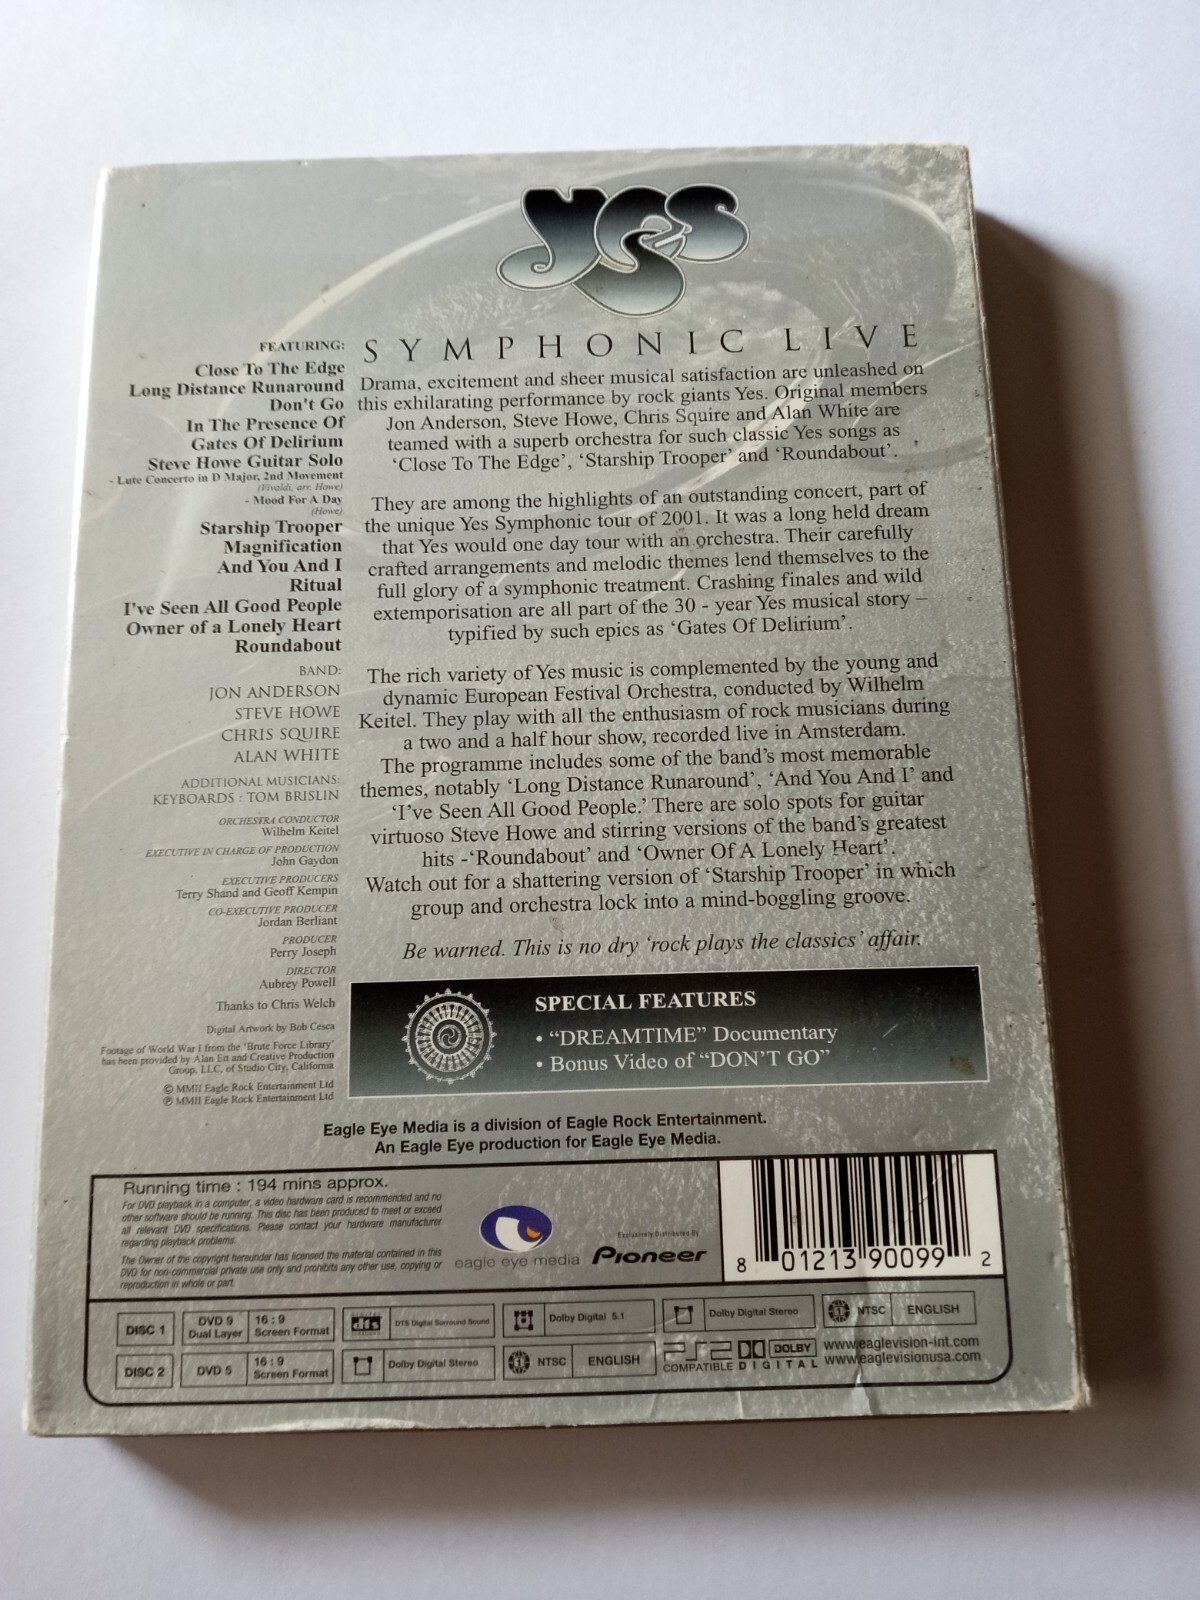 yes
SYMPHONIC LIVE
FEATURING:
Close To The Edge
Long Distance Runaround
Don't Go
In The Presence Of
Gates Of Delirium
Steve Howe Guitar Solo
- Lute Concerto in D Major, 2nd Movement
(Vivaldi, arr. Howe)
- Mood For A Day
(Howe)
Starship Trooper
Magnification
And You And I
Ritual
I've Seen All Good People
Owner of a Lonely Heart
Roundabout
BAND:
JON ANDERSON
STEVE HOWE
CHRIS SQUIRE
ALAN WHITE
ADDITIONAL MUSICIANS:
KEYBOARDS : TOM BRISLIN
ORCHESTRA CONDUCTOR
Wilhelm Keitel
EXECUTIVE IN CHARGE OF PRODUCTION
John Gaydon
EXECUTIVE PRODUCERS
Terry Shand and Geoff Kempin
CO-EXECUTIVE PRODUCER
Jordan Berliant
PRODUCER
Perry Joseph
DIRECTOR
Aubrey Powell
Thanks to Chris Welch
Digital Artwork by Bob Cesca
Footage of World War I from the 'Brute Force Library'
has been provided by Alan Ett and Creative Production
Group, LLC, of Studio City, California
© MMII Eagle Rock Entertainment Ltd
℗ MMII Eagle Rock Entertainment Ltd
Drama, excitement and sheer musical satisfaction are unleashed on
this exhilarating performance by rock giants Yes. Original members
Jon Anderson, Steve Howe, Chris Squire and Alan White are
teamed with a superb orchestra for such classic Yes songs as
‘Close To The Edge’, ‘Starship Trooper’ and ‘Roundabout’.
They are among the highlights of an outstanding concert, part of
the unique Yes Symphonic tour of 2001. It was a long held dream
that Yes would one day tour with an orchestra. Their carefully
crafted arrangements and melodic themes lend themselves to the
full glory of a symphonic treatment. Crashing finales and wild
extemporisation are all part of the 30 - year Yes musical story –
typified by such epics as ‘Gates Of Delirium’.
The rich variety of Yes music is complemented by the young and
dynamic European Festival Orchestra, conducted by Wilhelm
Keitel. They play with all the enthusiasm of rock musicians during
a two and a half hour show, recorded live in Amsterdam.
The programme includes some of the band’s most memorable
themes, notably ‘Long Distance Runaround’, ‘And You And I’ and
‘I’ve Seen All Good People.’ There are solo spots for guitar
virtuoso Steve Howe and stirring versions of the band’s greatest
hits -‘Roundabout’ and ‘Owner Of A Lonely Heart’.
Watch out for a shattering version of ‘Starship Trooper’ in which
group and orchestra lock into a mind-boggling groove.
Be warned. This is no dry ‘rock plays the classics’ affair.
SPECIAL FEATURES
• “DREAMTIME” Documentary
• Bonus Video of “DON’T GO”
Eagle Eye Media is a division of Eagle Rock Entertainment.
An Eagle Eye production for Eagle Eye Media.
Running time : 194 mins approx.
For DVD playback in a computer, a video hardware card is recommended and no
other software should be running. This disc has been produced to meet or exceed
all relevant DVD specifications. Please contact your hardware manufacturer
regarding playback problems.
The Owner of the copyright hereunder has licensed the material contained in this
DVD for non-commercial private use only and prohibits any other use, copying or
reproduction in whole or part.
eagle eye media
Exclusively Distributed By
Pioneer
8 01213 90099 2
DISC 1
DVD 9
Dual Layer
16 : 9
Screen Format
dts
DTS Digital Surround Sound
Dolby Digital 5.1
Dolby Digital Stereo
1
NTSC
ENGLISH
DISC 2
DVD 5
16 : 9
Screen Format
Dolby Digital Stereo
1
NTSC
ENGLISH
PS2
COMPATIBLE
DOLBY
DIGITAL
www.eaglevision-int.com
www.eaglevisionusa.com